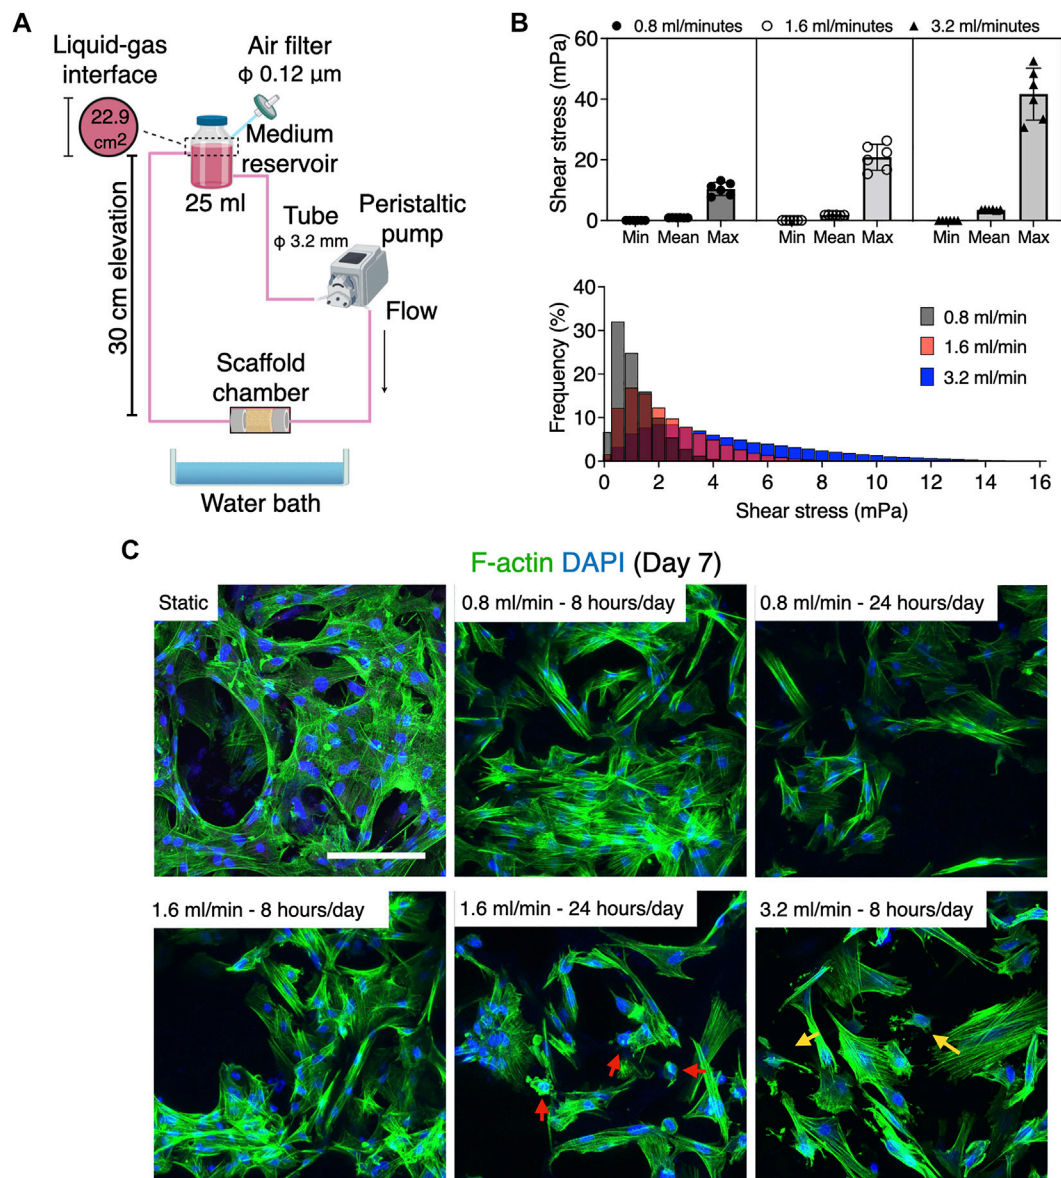 A
Liquid-gas
interface
Air filter
ϕ 0.12 μm
22.9
cm2
Medium
reservoir
25 ml
Tube
ϕ 3.2 mm
Peristaltic
pump
30 cm elevation
Flow
Scaffold
chamber
Water bath
B
0.8 ml/minutes 1.6 ml/minutes 3.2 ml/minutes
Shear stress (mPa)
60
40
20
0
Min Mean Max Min Mean Max Min Mean Max
Frequency (%)
40
30
20
10
0
0.8 ml/min
1.6 ml/min
3.2 ml/min
0 2 4 6 8 10 12 14 16
Shear stress (mPa)
C
F-actin DAPI (Day 7)
Static
0.8 ml/min - 8 hours/day
0.8 ml/min - 24 hours/day
1.6 ml/min - 8 hours/day
1.6 ml/min - 24 hours/day
3.2 ml/min - 8 hours/day